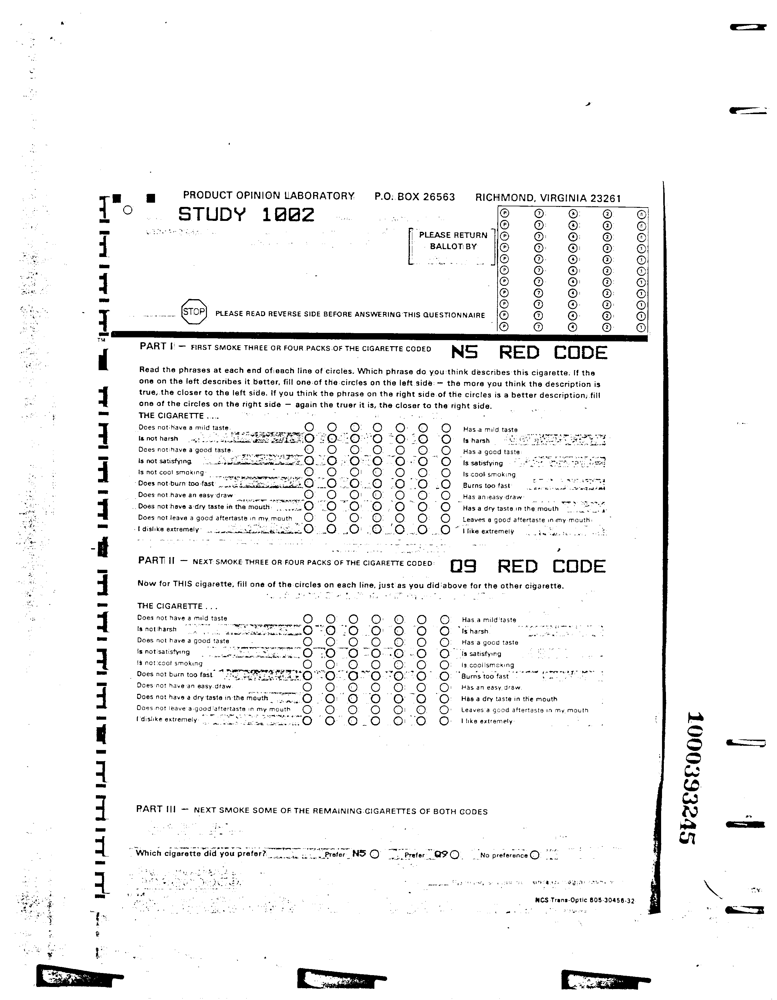 PRODUCT OPINION LABORATORY P.O. BOX 26563 RICHMOND, VIRGINIA 23261
STUDY 1002
PLEASE RETURN
BALLOT BY
STOP PLEASE READ REVERSE SIDE BEFORE ANSWERING THIS QUESTIONNAIRE
TM
PART I — FIRST SMOKE THREE OR FOUR PACKS OF THE CIGARETTE CODED N5 RED CODE
Read the phrases at each end of each line of circles. Which phrase do you think describes this cigarette. If the
one on the left describes it better, fill one of the circles on the left side — the more you think the description is
true, the closer to the left side. If you think the phrase on the right side of the circles is a better description, fill
one of the circles on the right side — again the truer it is, the closer to the right side.
THE CIGARETTE ...
Does not have a mild taste Has a mild taste
Is not harsh Is harsh
Does not have a good taste Has a good taste
Is not satisfying Is satisfying
Is not cool smoking Is cool smoking
Does not burn too fast Burns too fast
Does not have an easy draw Has an easy draw
Does not have a dry taste in the mouth Has a dry taste in the mouth
Does not leave a good aftertaste in my mouth Leaves a good aftertaste in my mouth
I dislike extremely I like extremely
PART II — NEXT SMOKE THREE OR FOUR PACKS OF THE CIGARETTE CODED Q9 RED CODE
Now for THIS cigarette, fill one of the circles on each line, just as you did above for the other cigarette.
THE CIGARETTE ...
Does not have a mild taste Has a mild taste
Is not harsh Is harsh
Does not have a good taste Has a good taste
Is not satisfying Is satisfying
Is not cool smoking Is cool smoking
Does not burn too fast Burns too fast
Does not have an easy draw Has an easy draw
Does not have a dry taste in the mouth Has a dry taste in the mouth
Does not leave a good aftertaste in my mouth Leaves a good aftertaste in my mouth
I dislike extremely I like extremely
PART III — NEXT SMOKE SOME OF THE REMAINING CIGARETTES OF BOTH CODES
Which cigarette did you prefer? Prefer N5 Prefer Q9 No preference
NCS Trans-Optic B05-30456-32
1000393245